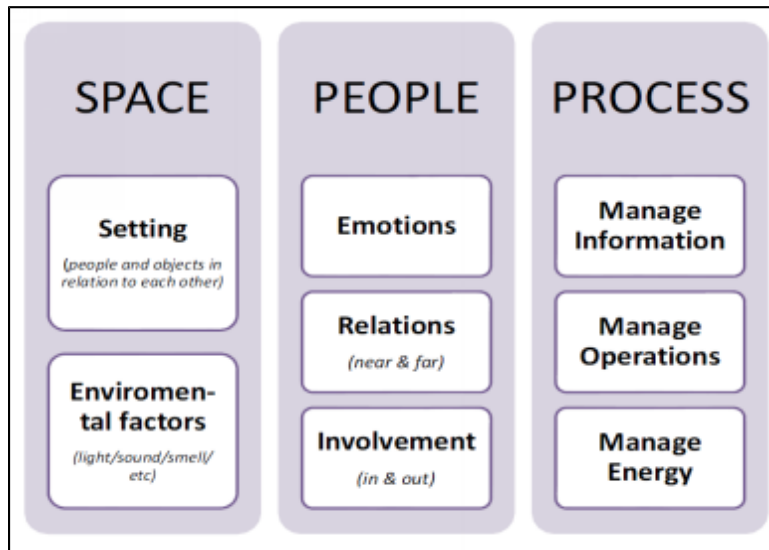 SPACE
Setting
(people and objects in
relation to each other)
Enviromen-
tal factors
(light/sound/smell/
etc)
PEOPLE
Emotions
Relations
(near & far)
Involvement
(in & out)
PROCESS
Manage
Information
Manage
Operations
Manage
Energy